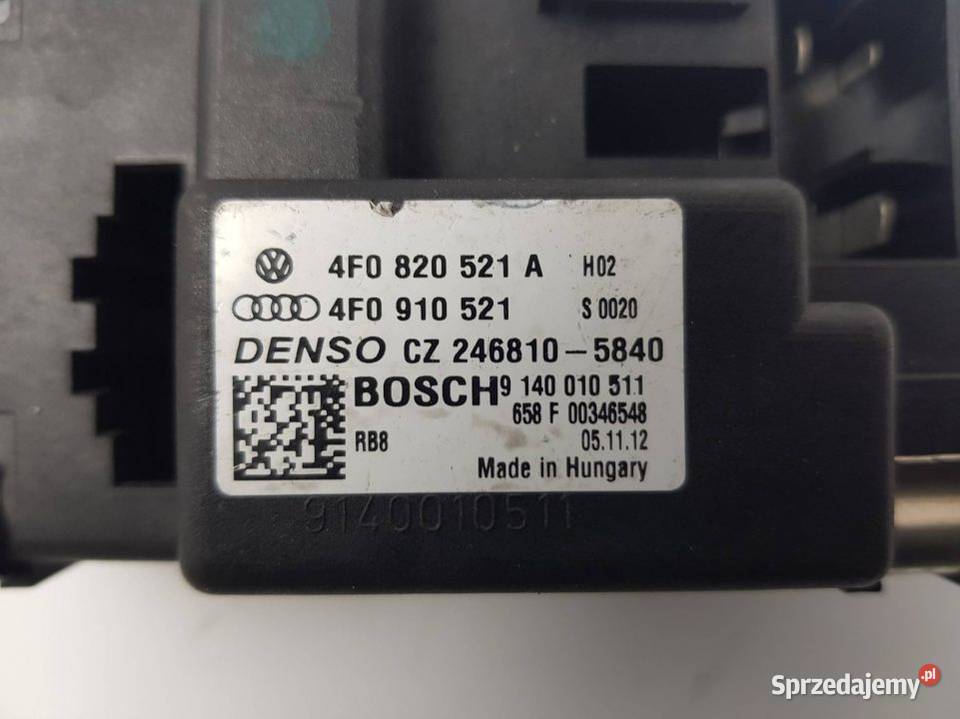 4F0 820 521 A H02
4F0 910 521 S 0020
DENSO CZ 246810-5840
BOSCH 9 140 010 511
658 F 00346548
RB8 05.11.12
Made in Hungary
9140010511
Sprzedajemy.pl